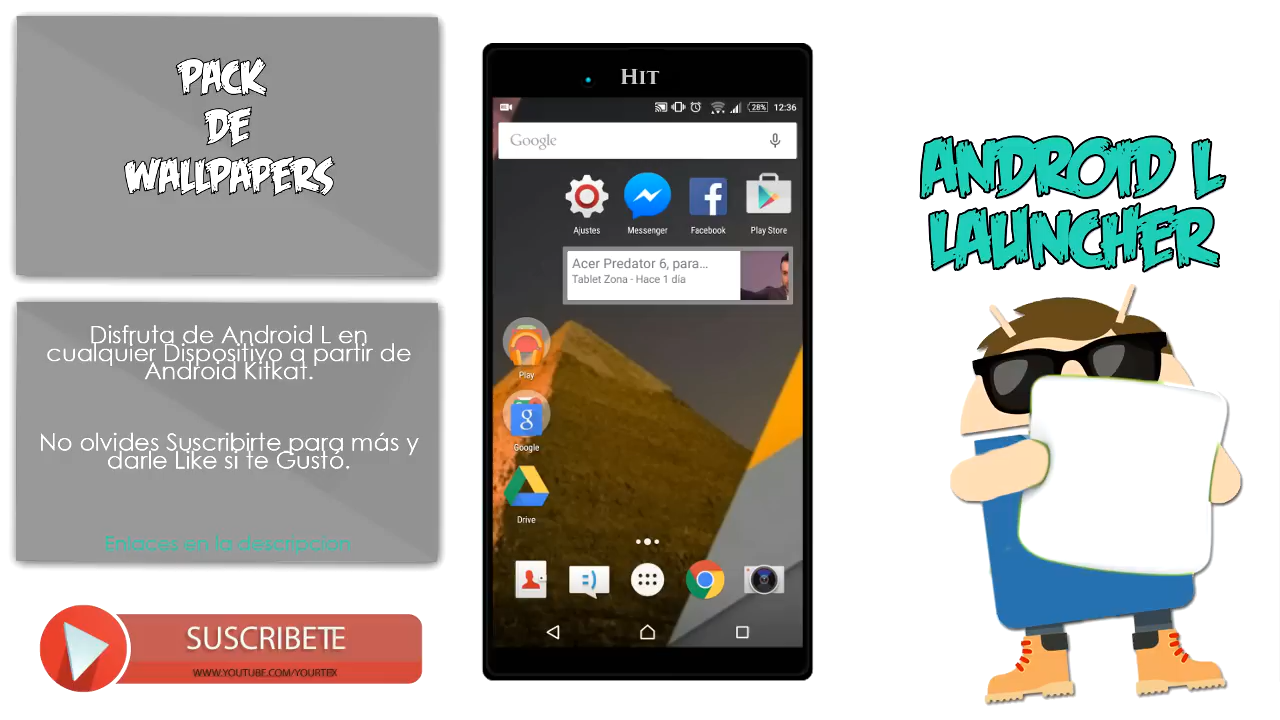 PACK
DE
WALLPAPERS
Disfruta de Android L en
cualquier Dispositivo a partir de
Android Kitkat.
No olvides Suscribirte para más y
darle Like si te Gustó.
Enlaces en la descripcion
SUSCRIBETE
WWW.YOUTUBE.COM/YOURTEX
HIT
28% 12:36
Google
Ajustes Messenger Facebook Play Store
Acer Predator 6, para...
Tablet Zona - Hace 1 día
Play
Google
Drive
ANDROID L
LAUNCHER